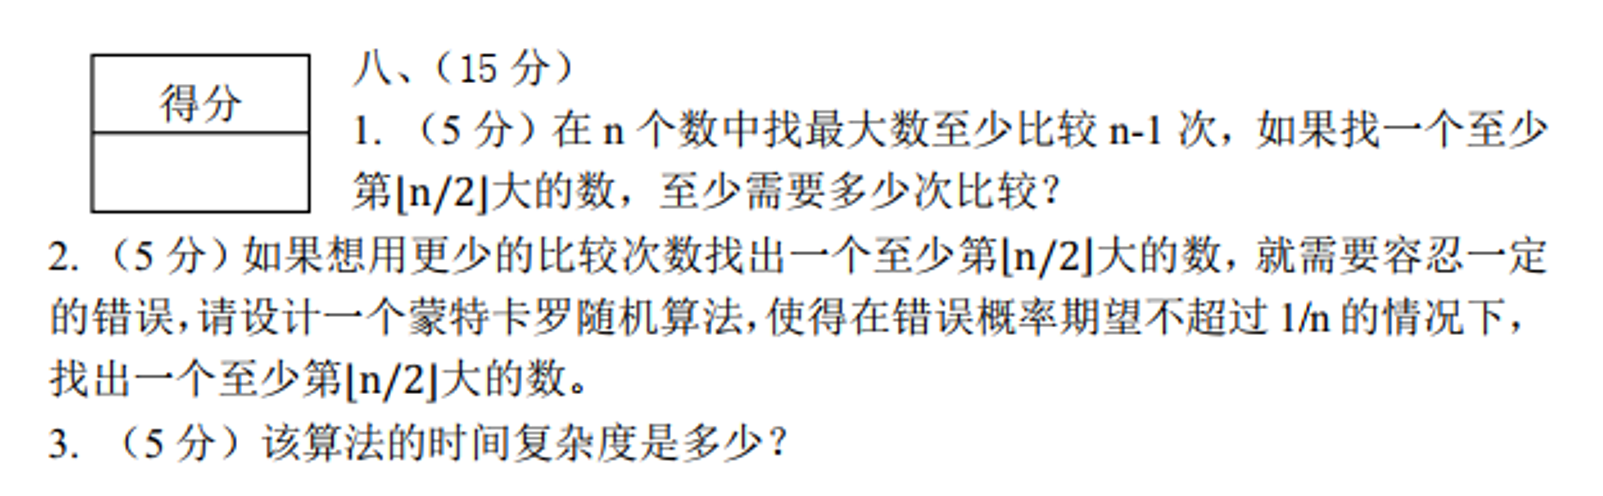 得分
八、（15 分）
1. （5 分）在 n 个数中找最大数至少比较 n-1 次，如果找一个至少
第⌊n/2⌋大的数，至少需要多少次比较？
2. （5 分）如果想用更少的比较次数找出一个至少第⌊n/2⌋大的数，就需要容忍一定
的错误，请设计一个蒙特卡罗随机算法，使得在错误概率期望不超过 1/n 的情况下，
找出一个至少第⌊n/2⌋大的数。
3. （5 分）该算法的时间复杂度是多少？